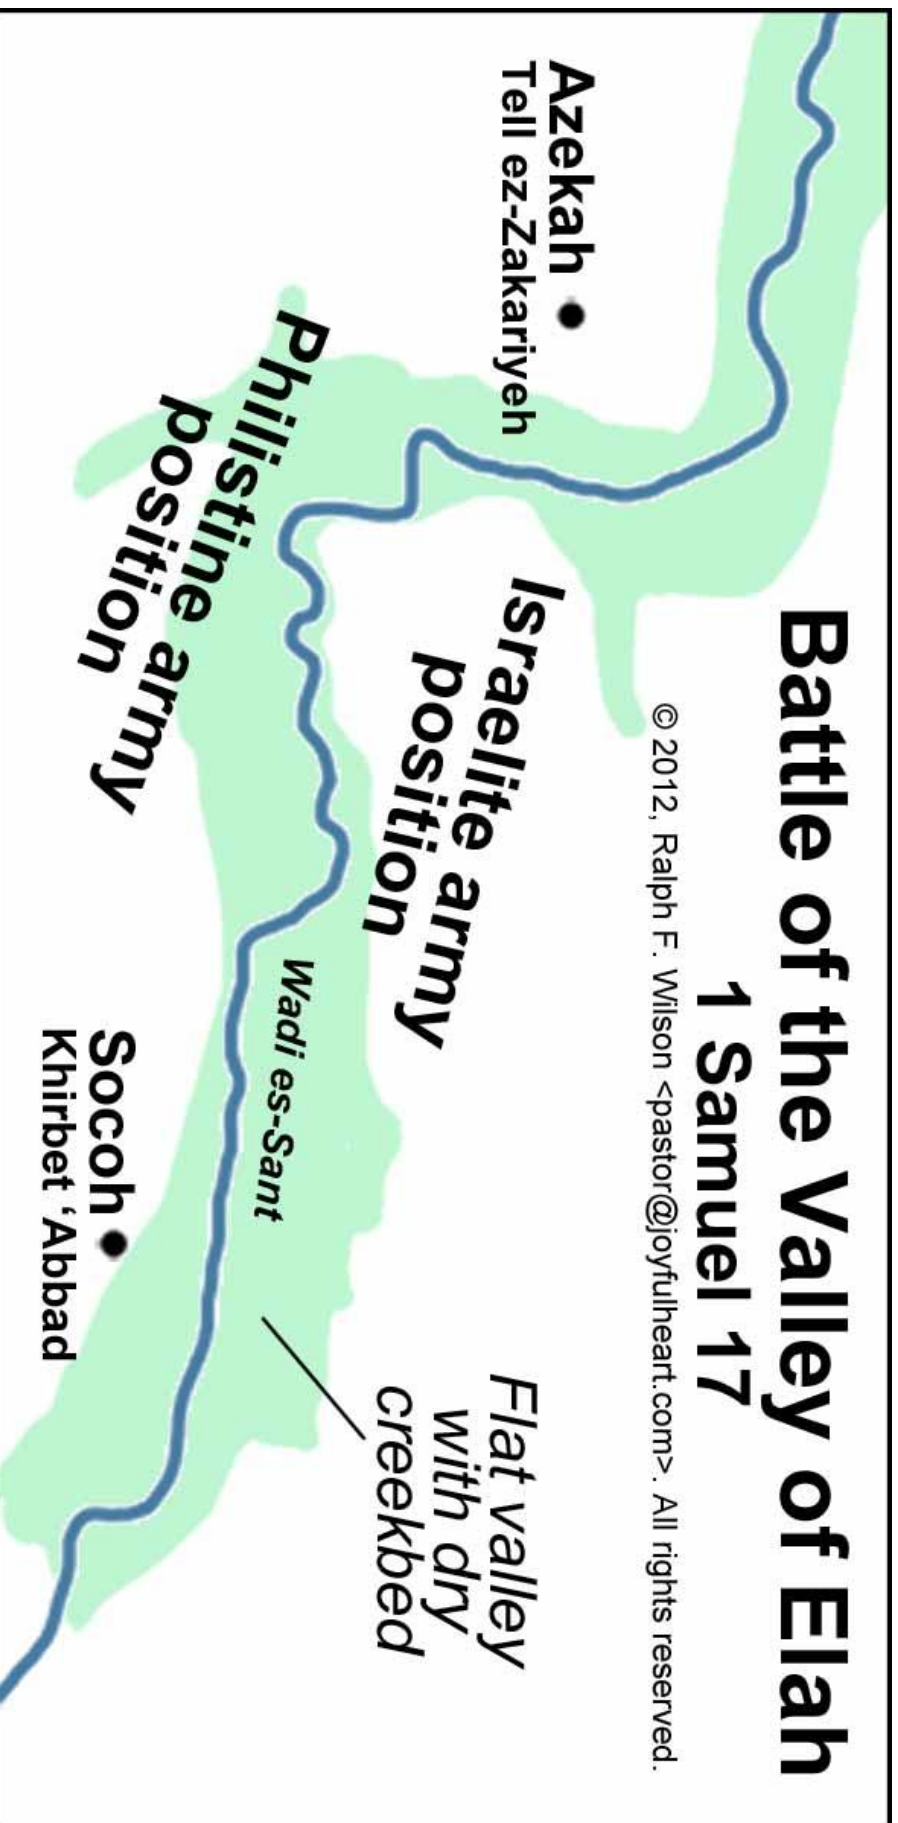 Battle of the Valley of Elah
1 Samuel 17
© 2012, Ralph F. Wilson <pastor@joyfulheart.com>. All rights reserved.
Azekah
Tell ez-Zakariyeh
Israelite army
position
Flat valley
with dry
creekbed
Wadi es-Sant
Philistine army
position
Socoh
Khirbet ‘Abbad